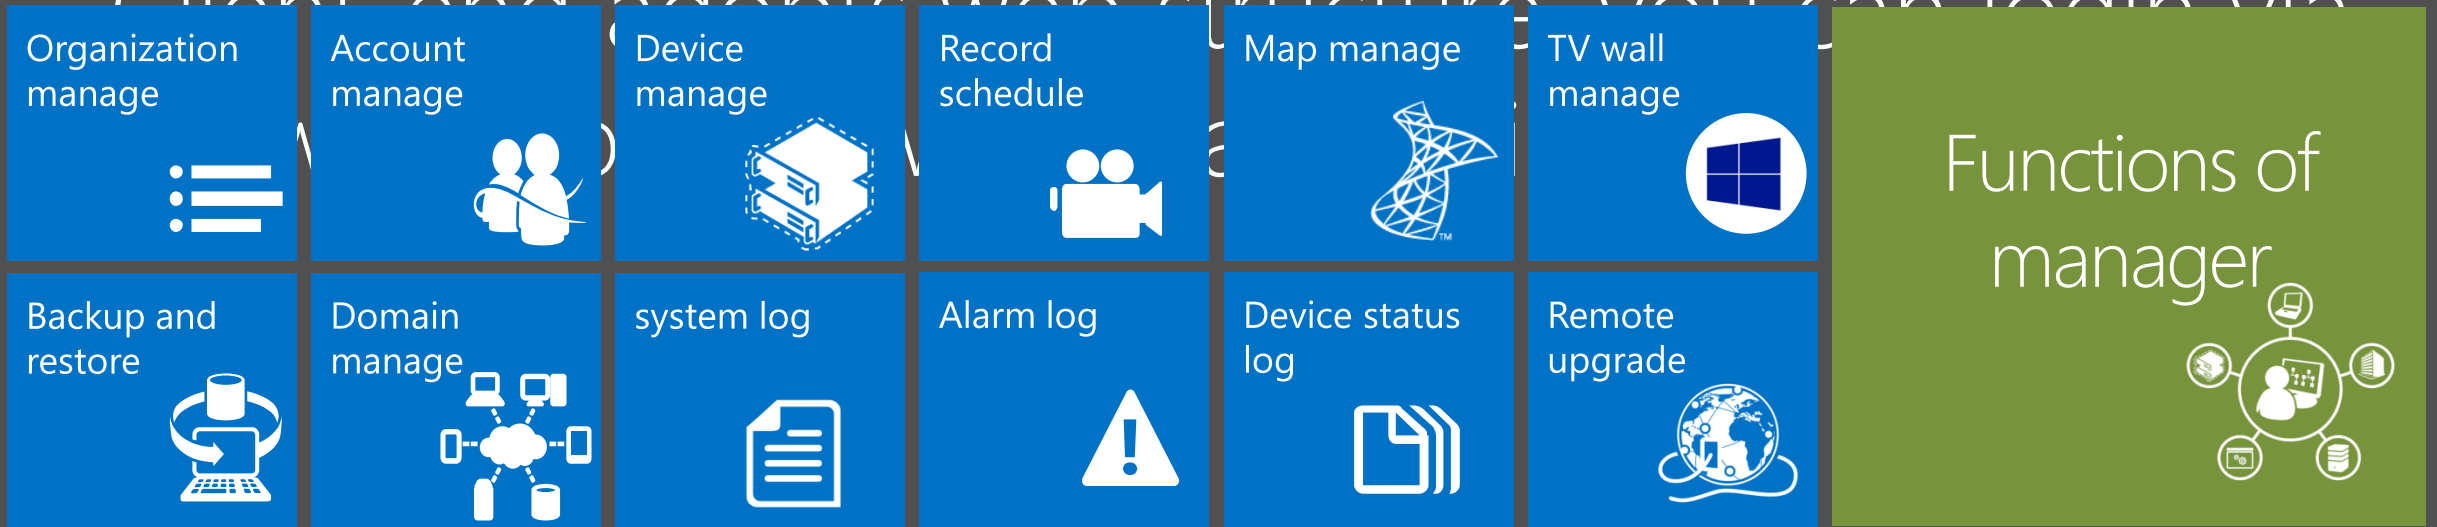 Organization
manage
Account
manage
Device
manage
Record
schedule
Map manage
TV wall
manage
Functions of
manager
Backup and
restore
Domain
manage
system log
Alarm log
Device status
log
Remote
upgrade
TM